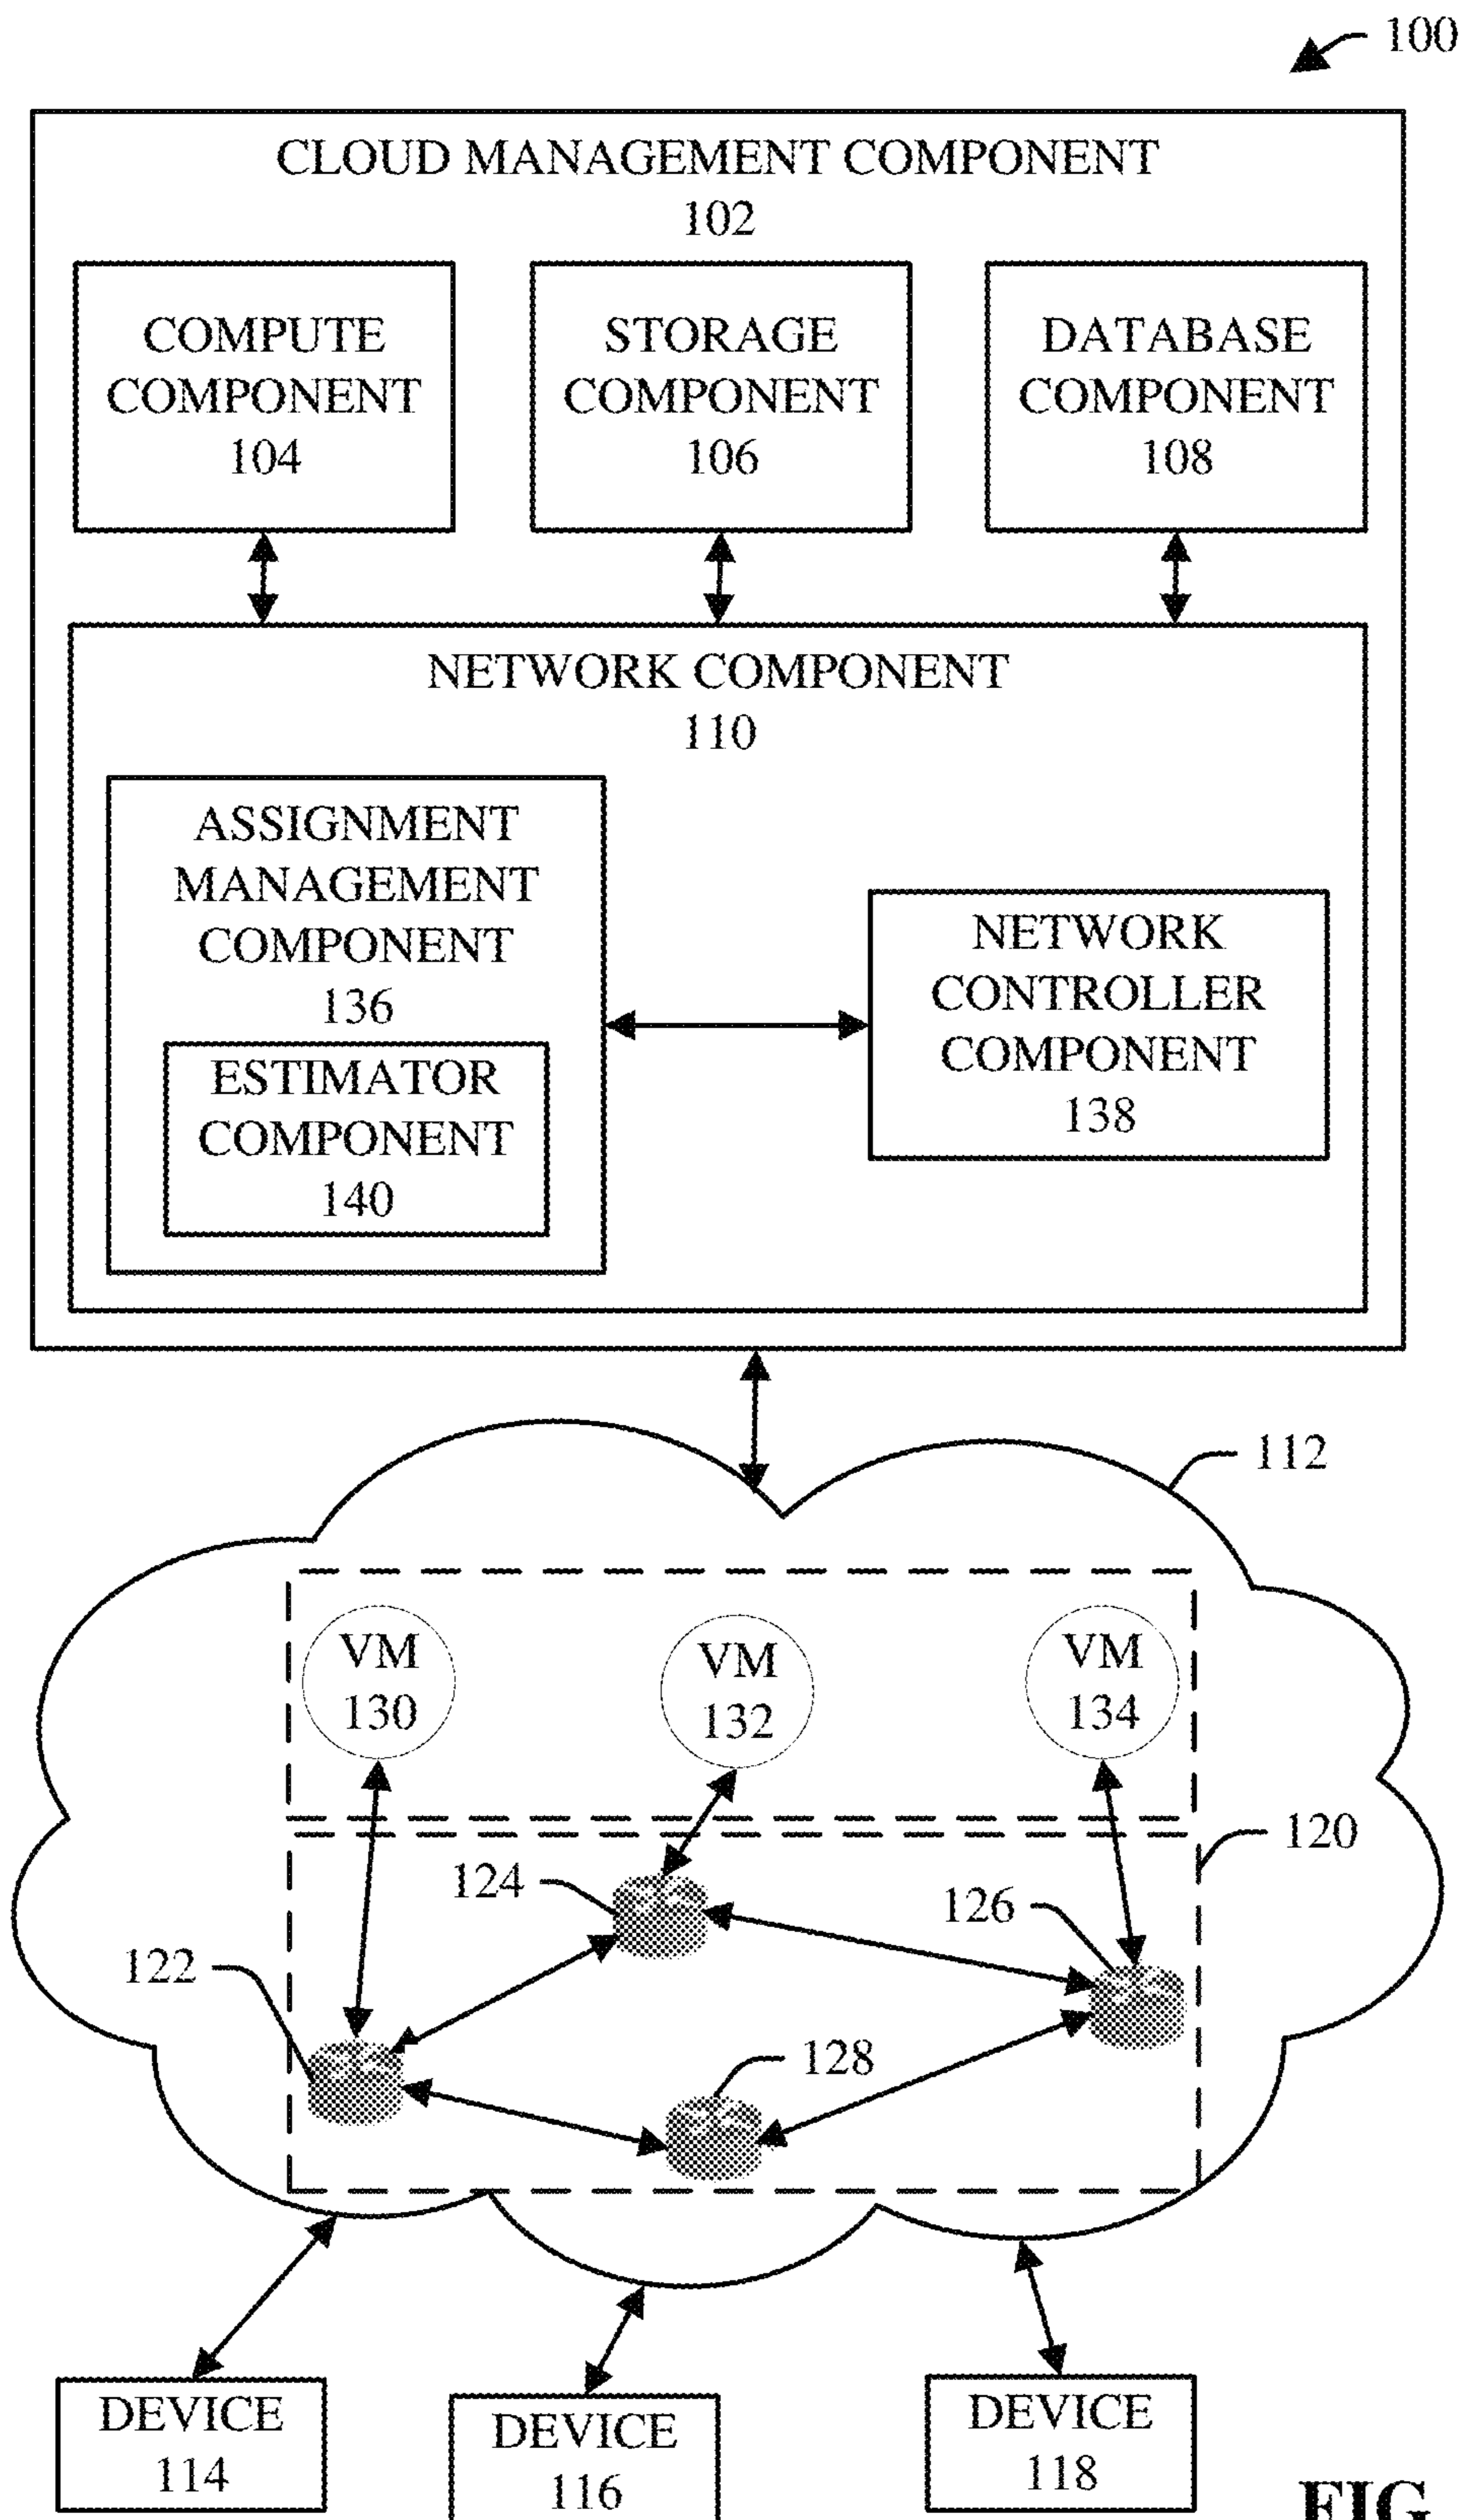 100
CLOUD MANAGEMENT COMPONENT
102
COMPUTE
COMPONENT
104
STORAGE
COMPONENT
106
DATABASE
COMPONENT
108
NETWORK COMPONENT
110
ASSIGNMENT
MANAGEMENT
COMPONENT
136
ESTIMATOR
COMPONENT
140
NETWORK
CONTROLLER
COMPONENT
138
112
VM
130
VM
132
VM
134
120
124
126
122
128
DEVICE
114
DEVICE
116
DEVICE
118
FIG